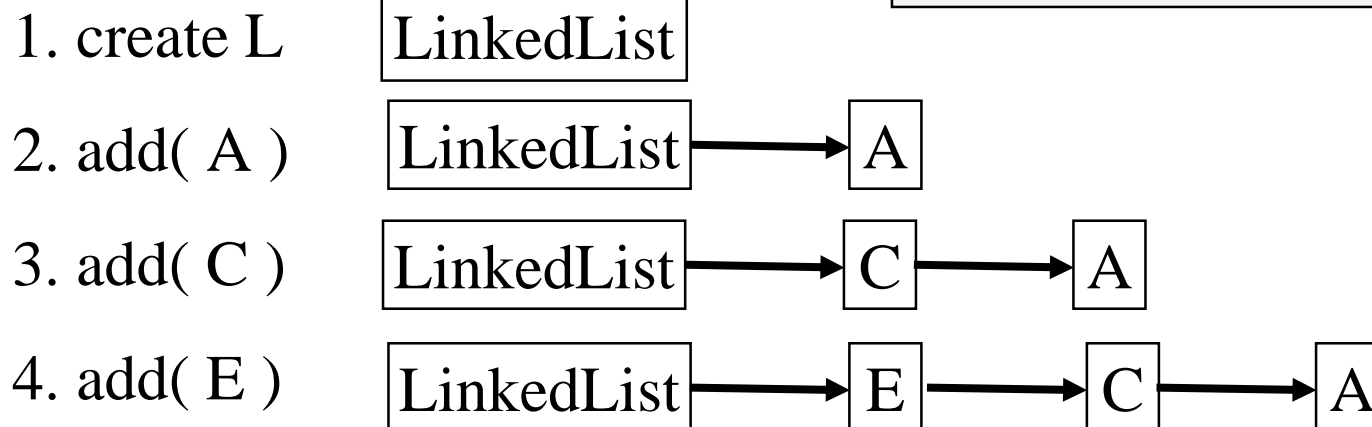 1. create L LinkedList
2. add( A ) LinkedList A
3. add( C ) LinkedList C A
4. add( E ) LinkedList E C A